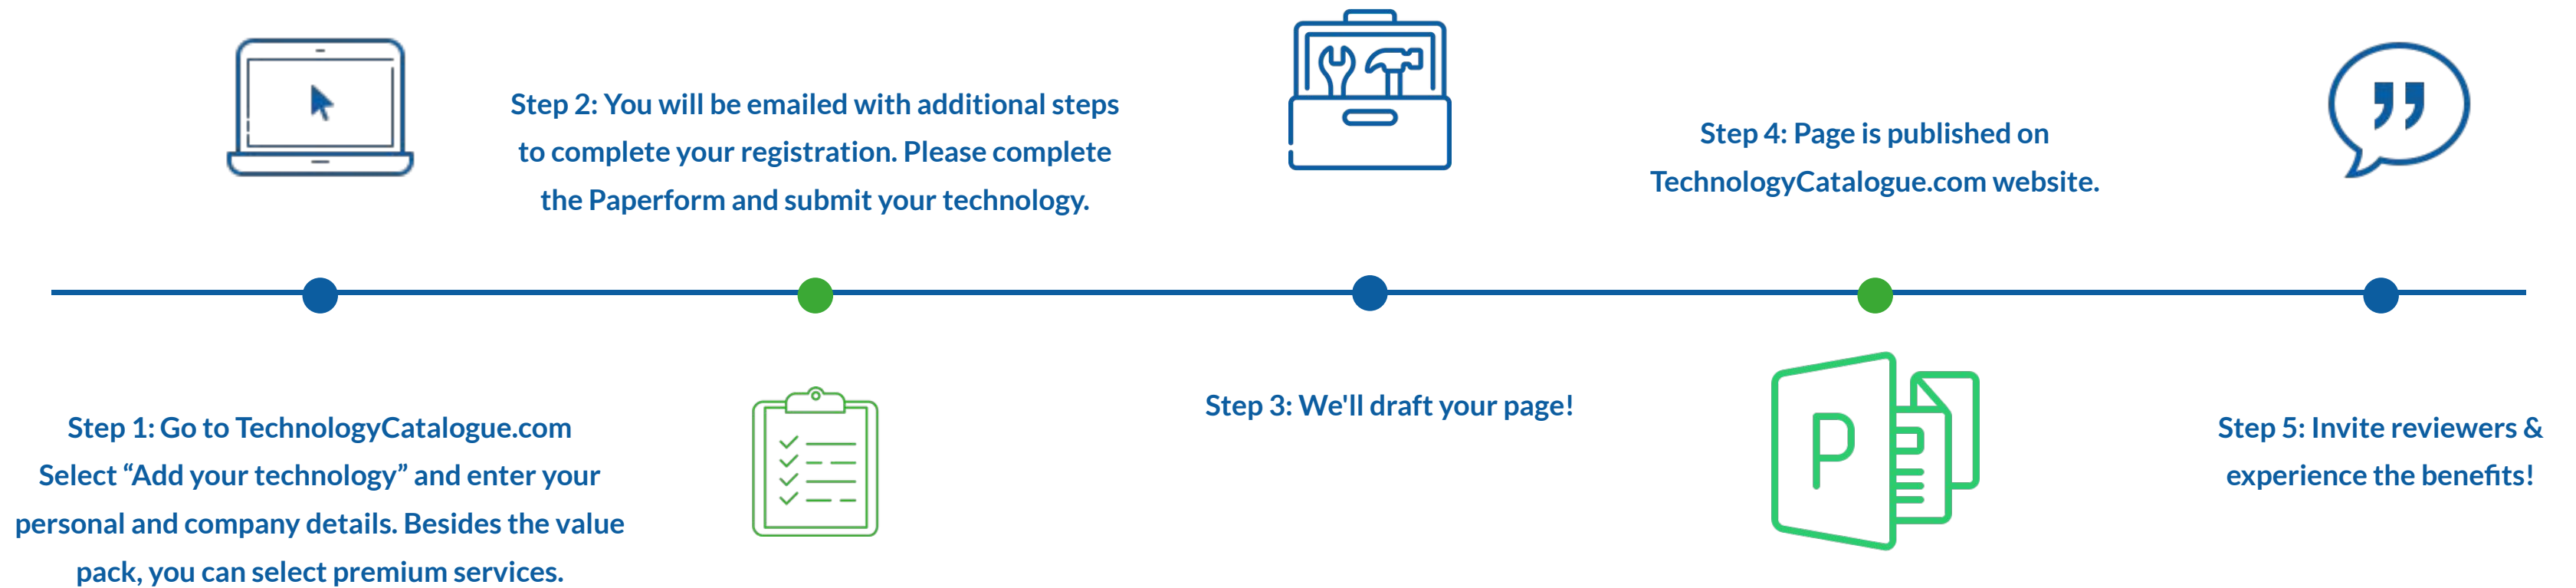 Step 1: Go to TechnologyCatalogue.com
Select “Add your technology” and enter your
personal and company details. Besides the value
pack, you can select premium services.
Step 2: You will be emailed with additional steps
to complete your registration. Please complete
the Paperform and submit your technology.
Step 3: We'll draft your page!
Step 4: Page is published on
TechnologyCatalogue.com website.
P
Step 5: Invite reviewers &
experience the benefits!